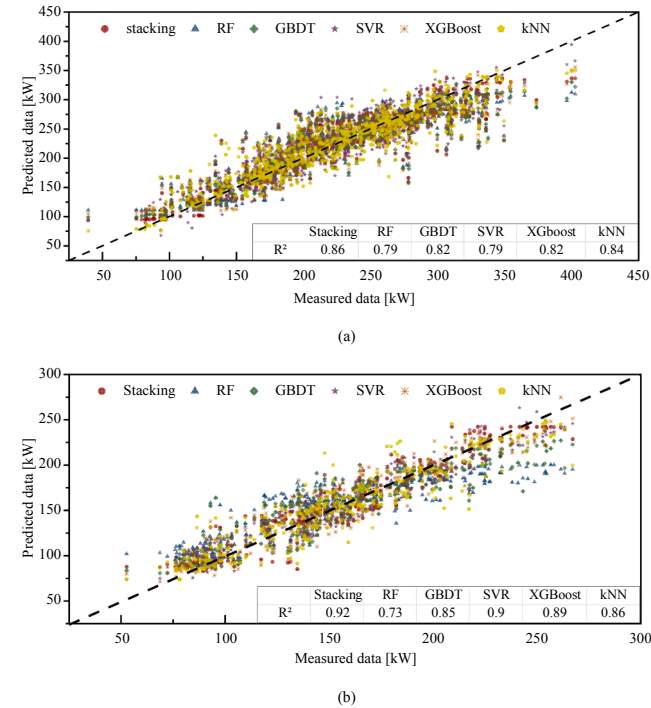 stacking RF GBDT SVR XGBoost kNN
450
400
350
300
250
200
150
100
50
Predicted data [kW]
Stacking RF GBDT SVR XGboost kNN
R² 0.86 0.79 0.82 0.79 0.82 0.84
50 100 150 200 250 300 350 400 450
Measured data [kW]
(a)
Stacking RF GBDT SVR XGBoost kNN
300
250
200
150
100
50
Predicted data [kW]
Stacking RF GBDT SVR XGBoost kNN
R² 0.92 0.73 0.85 0.9 0.89 0.86
50 100 150 200 250 300
Measured data [kW]
(b)